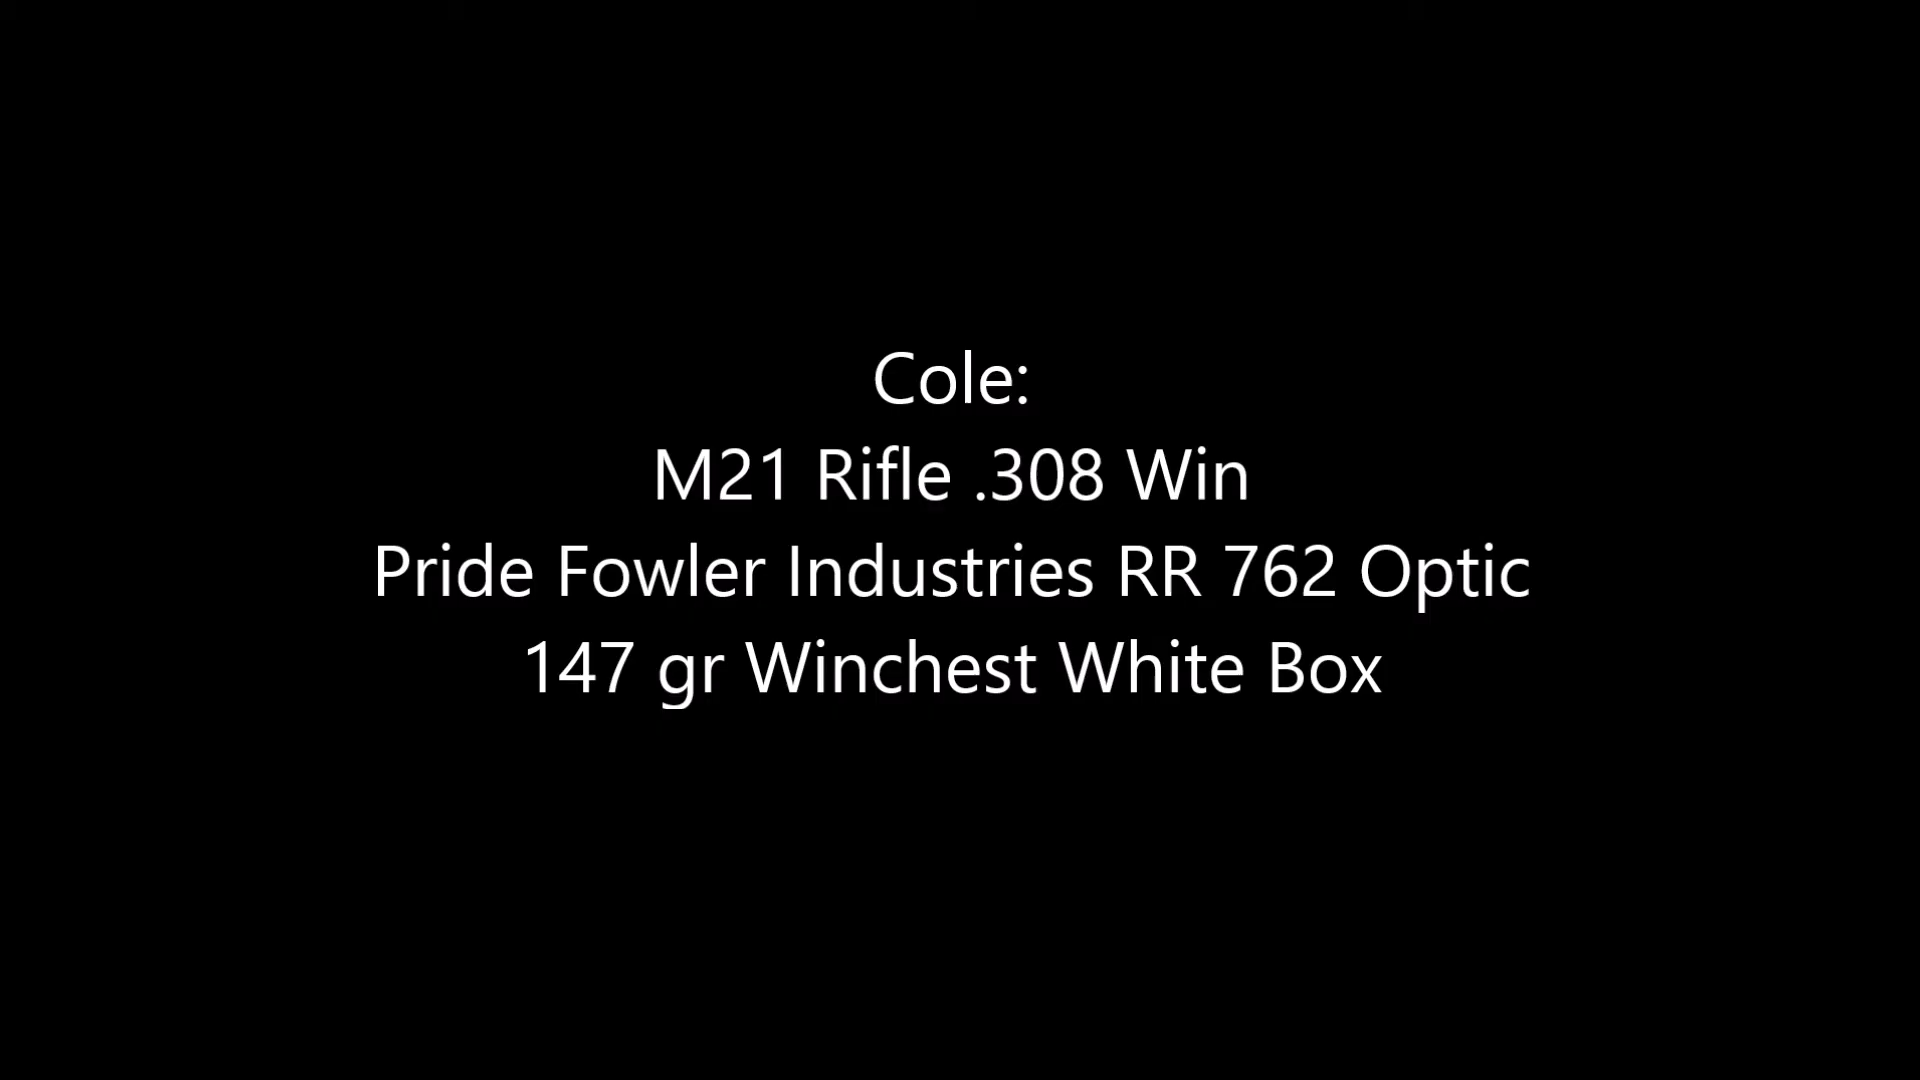 Cole:
M21 Rifle .308 Win
Pride Fowler Industries RR 762 Optic
147 gr Winchest White Box